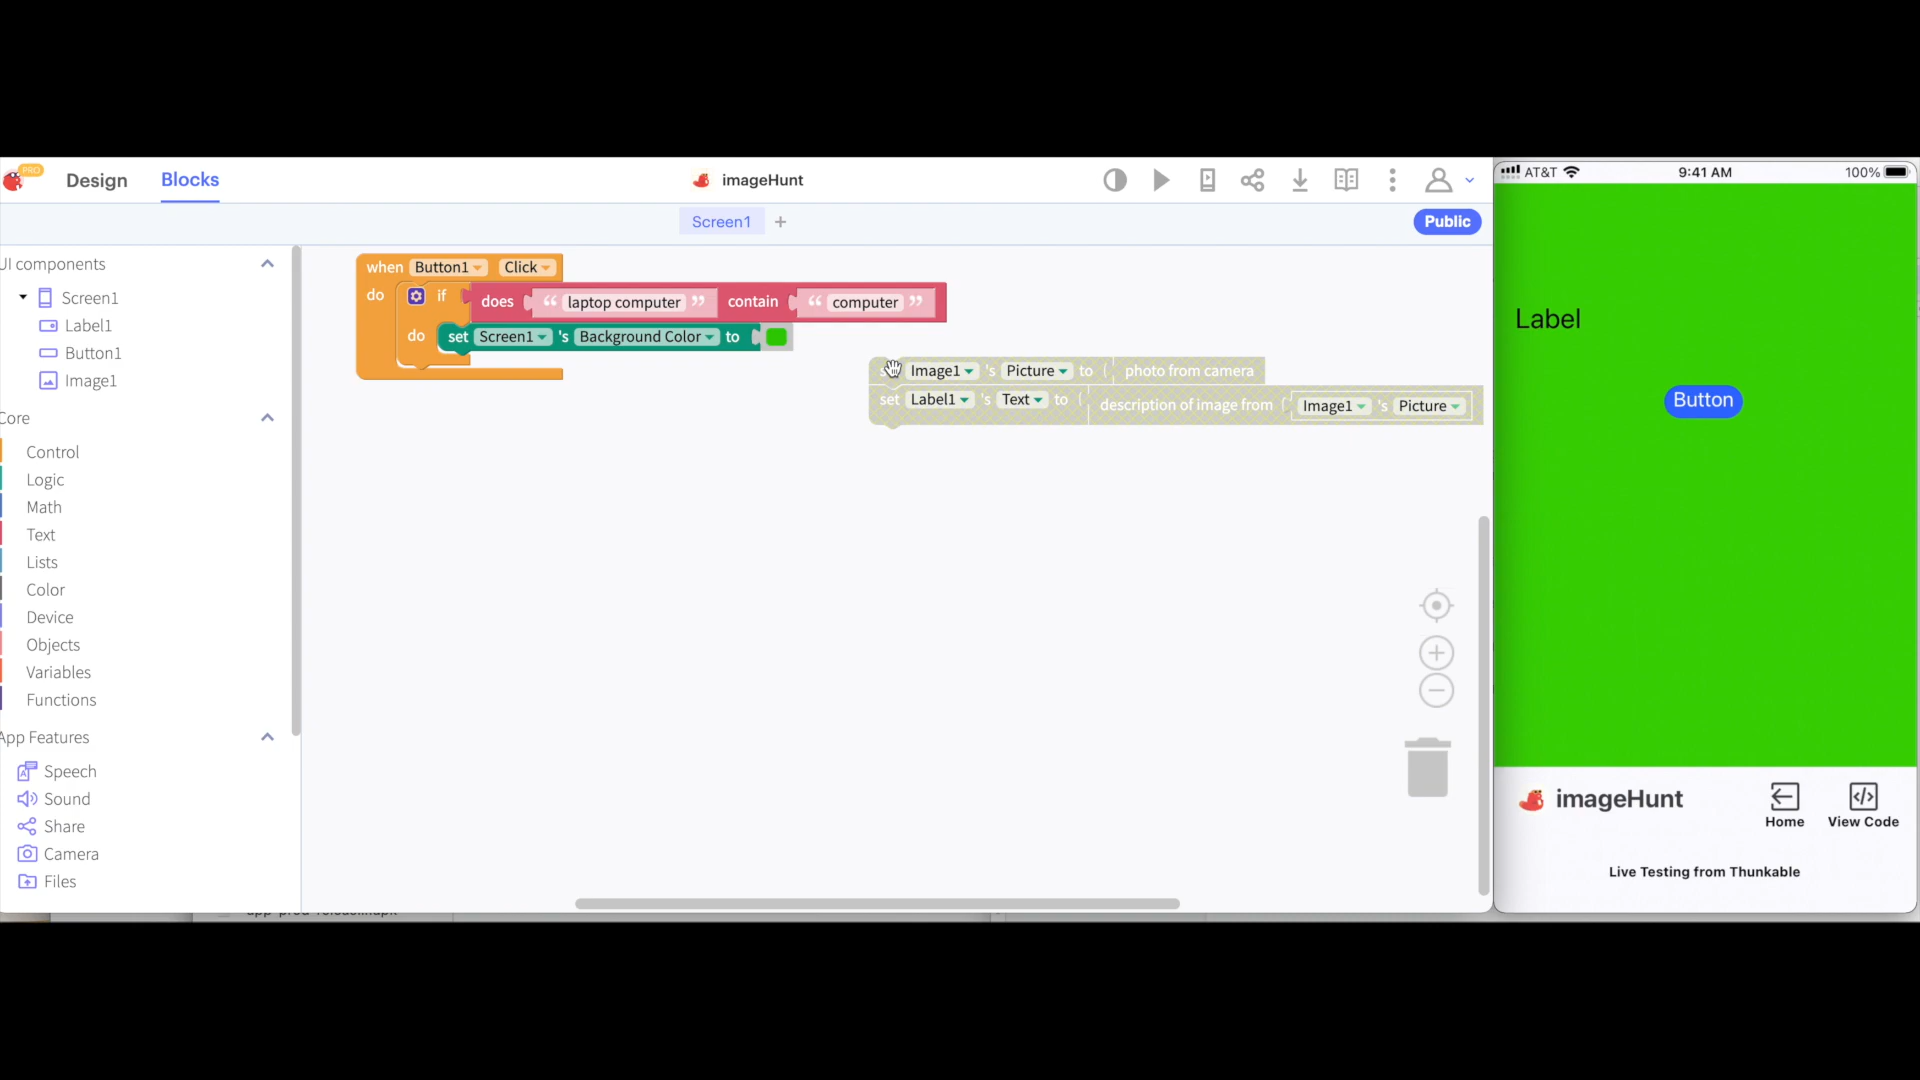 PRO
Design Blocks
imageHunt
Screen1 +
Public
UI components
Screen1
Label1
Button1
Image1
Core
Control
Logic
Math
Text
Lists
Color
Device
Objects
Variables
Functions
App Features
Speech
Sound
Share
Camera
Files
when Button1 Click
do if does “ laptop computer ” contain “ computer ”
do set Screen1 's Background Color to
Image1 's Picture to photo from camera
set Label1 's Text to description of image from Image1 's Picture
AT&T 9:41 AM 100%
Label
Button
imageHunt
Home View Code
Live Testing from Thunkable